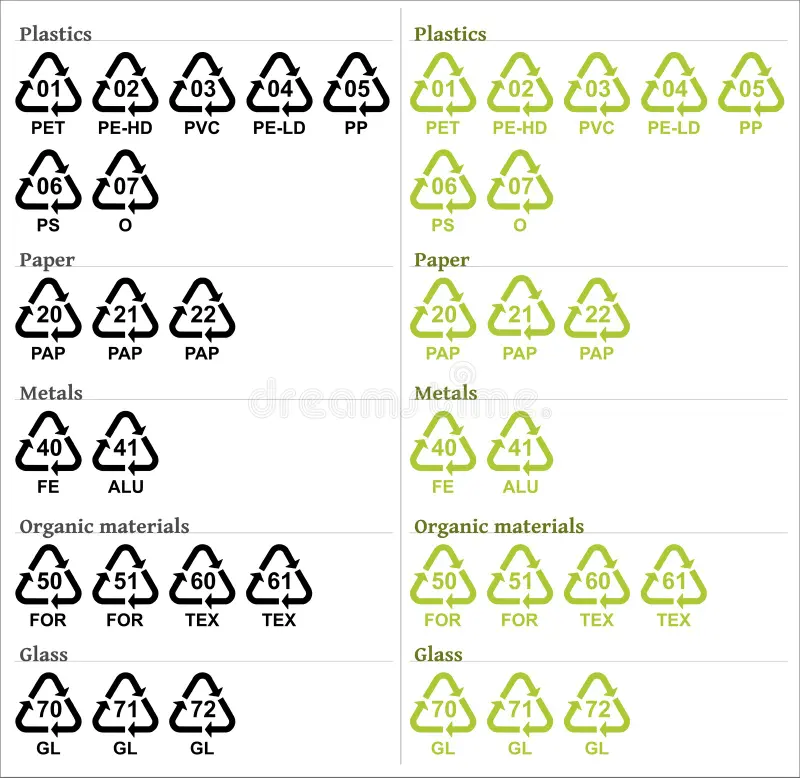 Plastics
01 02 03 04 05
PET PE-HD PVC PE-LD PP
06 07
PS O
Paper
20 21 22
PAP PAP PAP
Metals
40 41
FE ALU
Organic materials
50 51 60 61
FOR FOR TEX TEX
Glass
70 71 72
GL GL GL
Plastics
01 02 03 04 05
PET PE-HD PVC PE-LD PP
06 07
PS O
Paper
20 21 22
PAP PAP PAP
Metals
40 41
FE ALU
Organic materials
50 51 60 61
FOR FOR TEX TEX
Glass
70 71 72
GL GL GL
dreamstime.